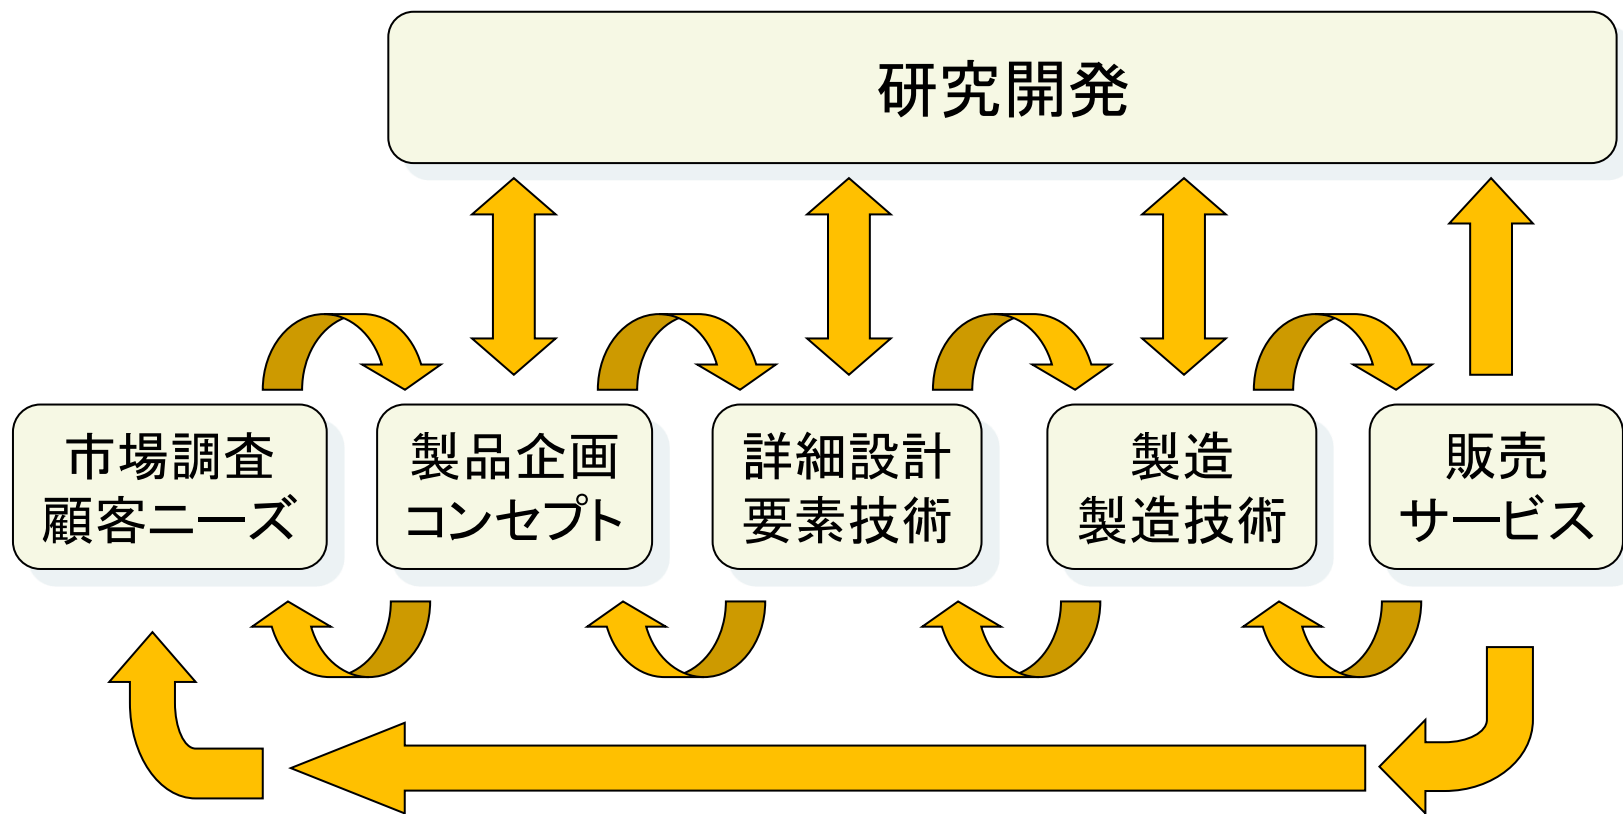 研究開発
市場調査
顧客ニーズ
製品企画
コンセプト
詳細設計
要素技術
製造
製造技術
販売
サービス